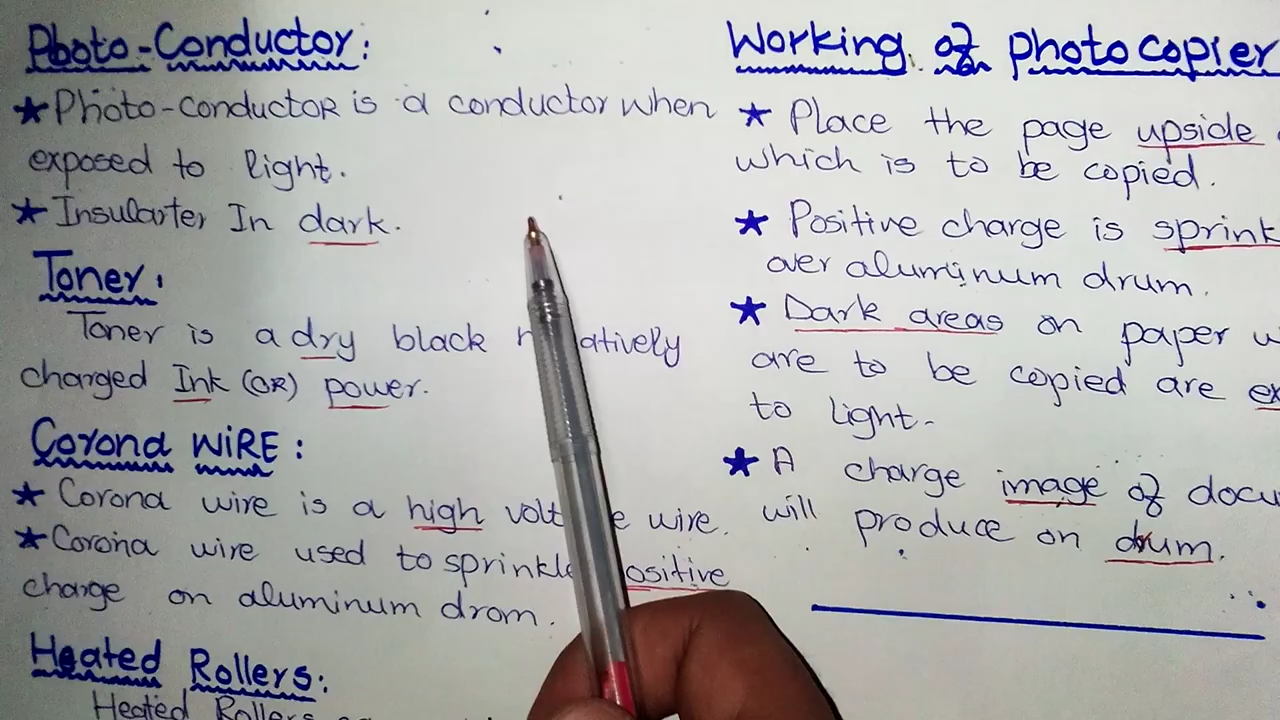 Photo-Conductor:
★ Photo-conductor is a conductor when
exposed to light.
★ Insularter In dark.
Toner:
Toner is a dry black atively
charged Ink (OR) power.
Corona WiRE:
★ Corona wire is a high wire.
★ Corona wire used to sprinkle ositive
charge on aluminum drom.
Heated Rollers:
Heated Rollers
Working of photocopier
★ Place the page upside
which is to be copied.
★ Positive charge is sprink
over aluminum drum.
★ Dark areas on paper w
are to be copied are ex
to light.
★ A charge image of docu
will produce on drum.